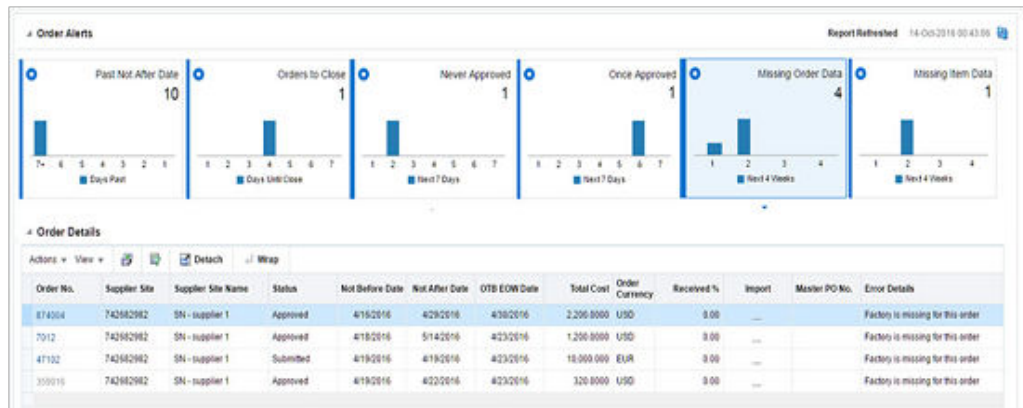 Order Alerts
Report Refreshed 14-Oct-2016 00:43:06
Past Not After Date
10
7+ 6 5 4 3 2 1
Days Past
Orders to Close
1
1 2 3 4 5 6 7
Days Until Close
Never Approved
1
1 2 3 4 5 6 7
Next 7 Days
Once Approved
1
1 2 3 4 5 6 7
Next 7 Days
Missing Order Data
4
1 2 3 4
Next 4 Weeks
Missing Item Data
1
1 2 3 4
Next 4 Weeks
Order Details
Actions View Detach Wrap
Order No. Supplier Site Supplier Site Name Status Not Before Date Not After Date OTB EOW Date Total Cost Order Currency Received % Import Master PO No. Error Details
874004 742682982 SN - supplier 1 Approved 4/15/2016 4/29/2016 4/30/2016 2,200.0000 USD 0.00 Factory is missing for this order
7012 742682982 SN - supplier 1 Approved 4/18/2016 5/14/2016 4/23/2016 1,200.0000 USD 0.00 Factory is missing for this order
47102 742682982 SN - supplier 1 Submitted 4/19/2016 4/19/2016 4/23/2016 EUR 0.00 Factory is missing for this order
742682982 SN - supplier 1 Approved 4/19/2016 4/22/2016 4/23/2016 320.0000 USD 0.00 Factory is missing for this order